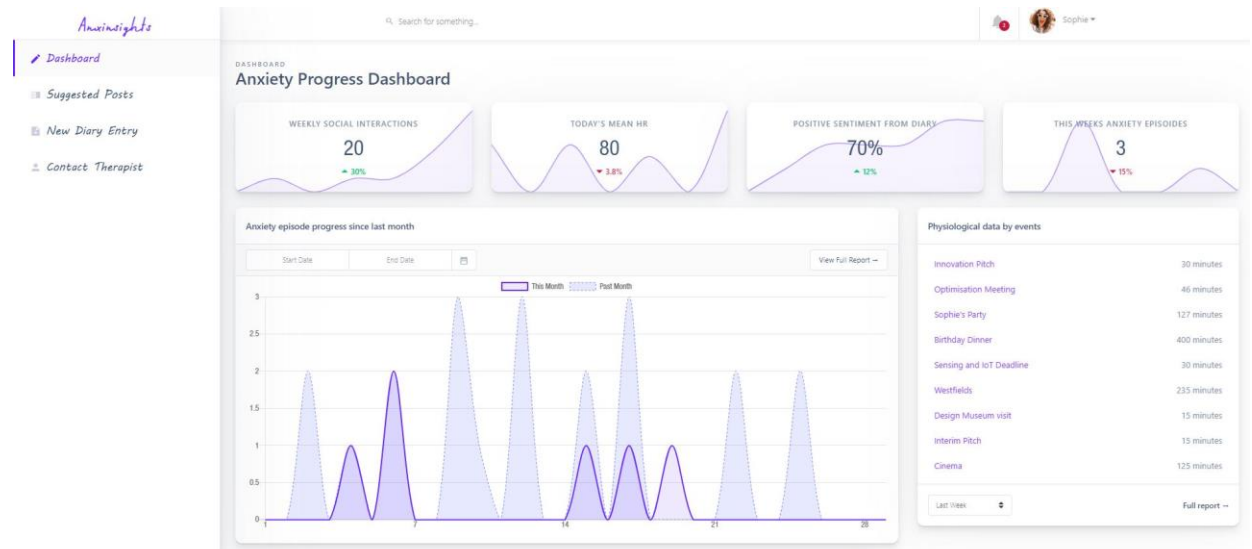 Anxinsights
Search for something...
2
Sophie
Dashboard
Suggested Posts
New Diary Entry
Contact Therapist
DASHBOARD
Anxiety Progress Dashboard
WEEKLY SOCIAL INTERACTIONS
20
30%
TODAY'S MEAN HR
80
3.8%
POSITIVE SENTIMENT FROM DIARY
70%
12%
THIS WEEKS ANXIETY EPISOIDES
3
15%
Anxiety episode progress since last month
Start Date End Date
View Full Report →
This Month Past Month
3
2.5
2
1.5
1
0.5
0
1 7 14 21 28
Physiological data by events
Innovation Pitch 30 minutes
Optimisation Meeting 46 minutes
Sophie's Party 127 minutes
Birthday Dinner 400 minutes
Sensing and IoT Deadline 30 minutes
Westfields 235 minutes
Design Museum visit 15 minutes
Interim Pitch 15 minutes
Cinema 125 minutes
Last Week
Full report →